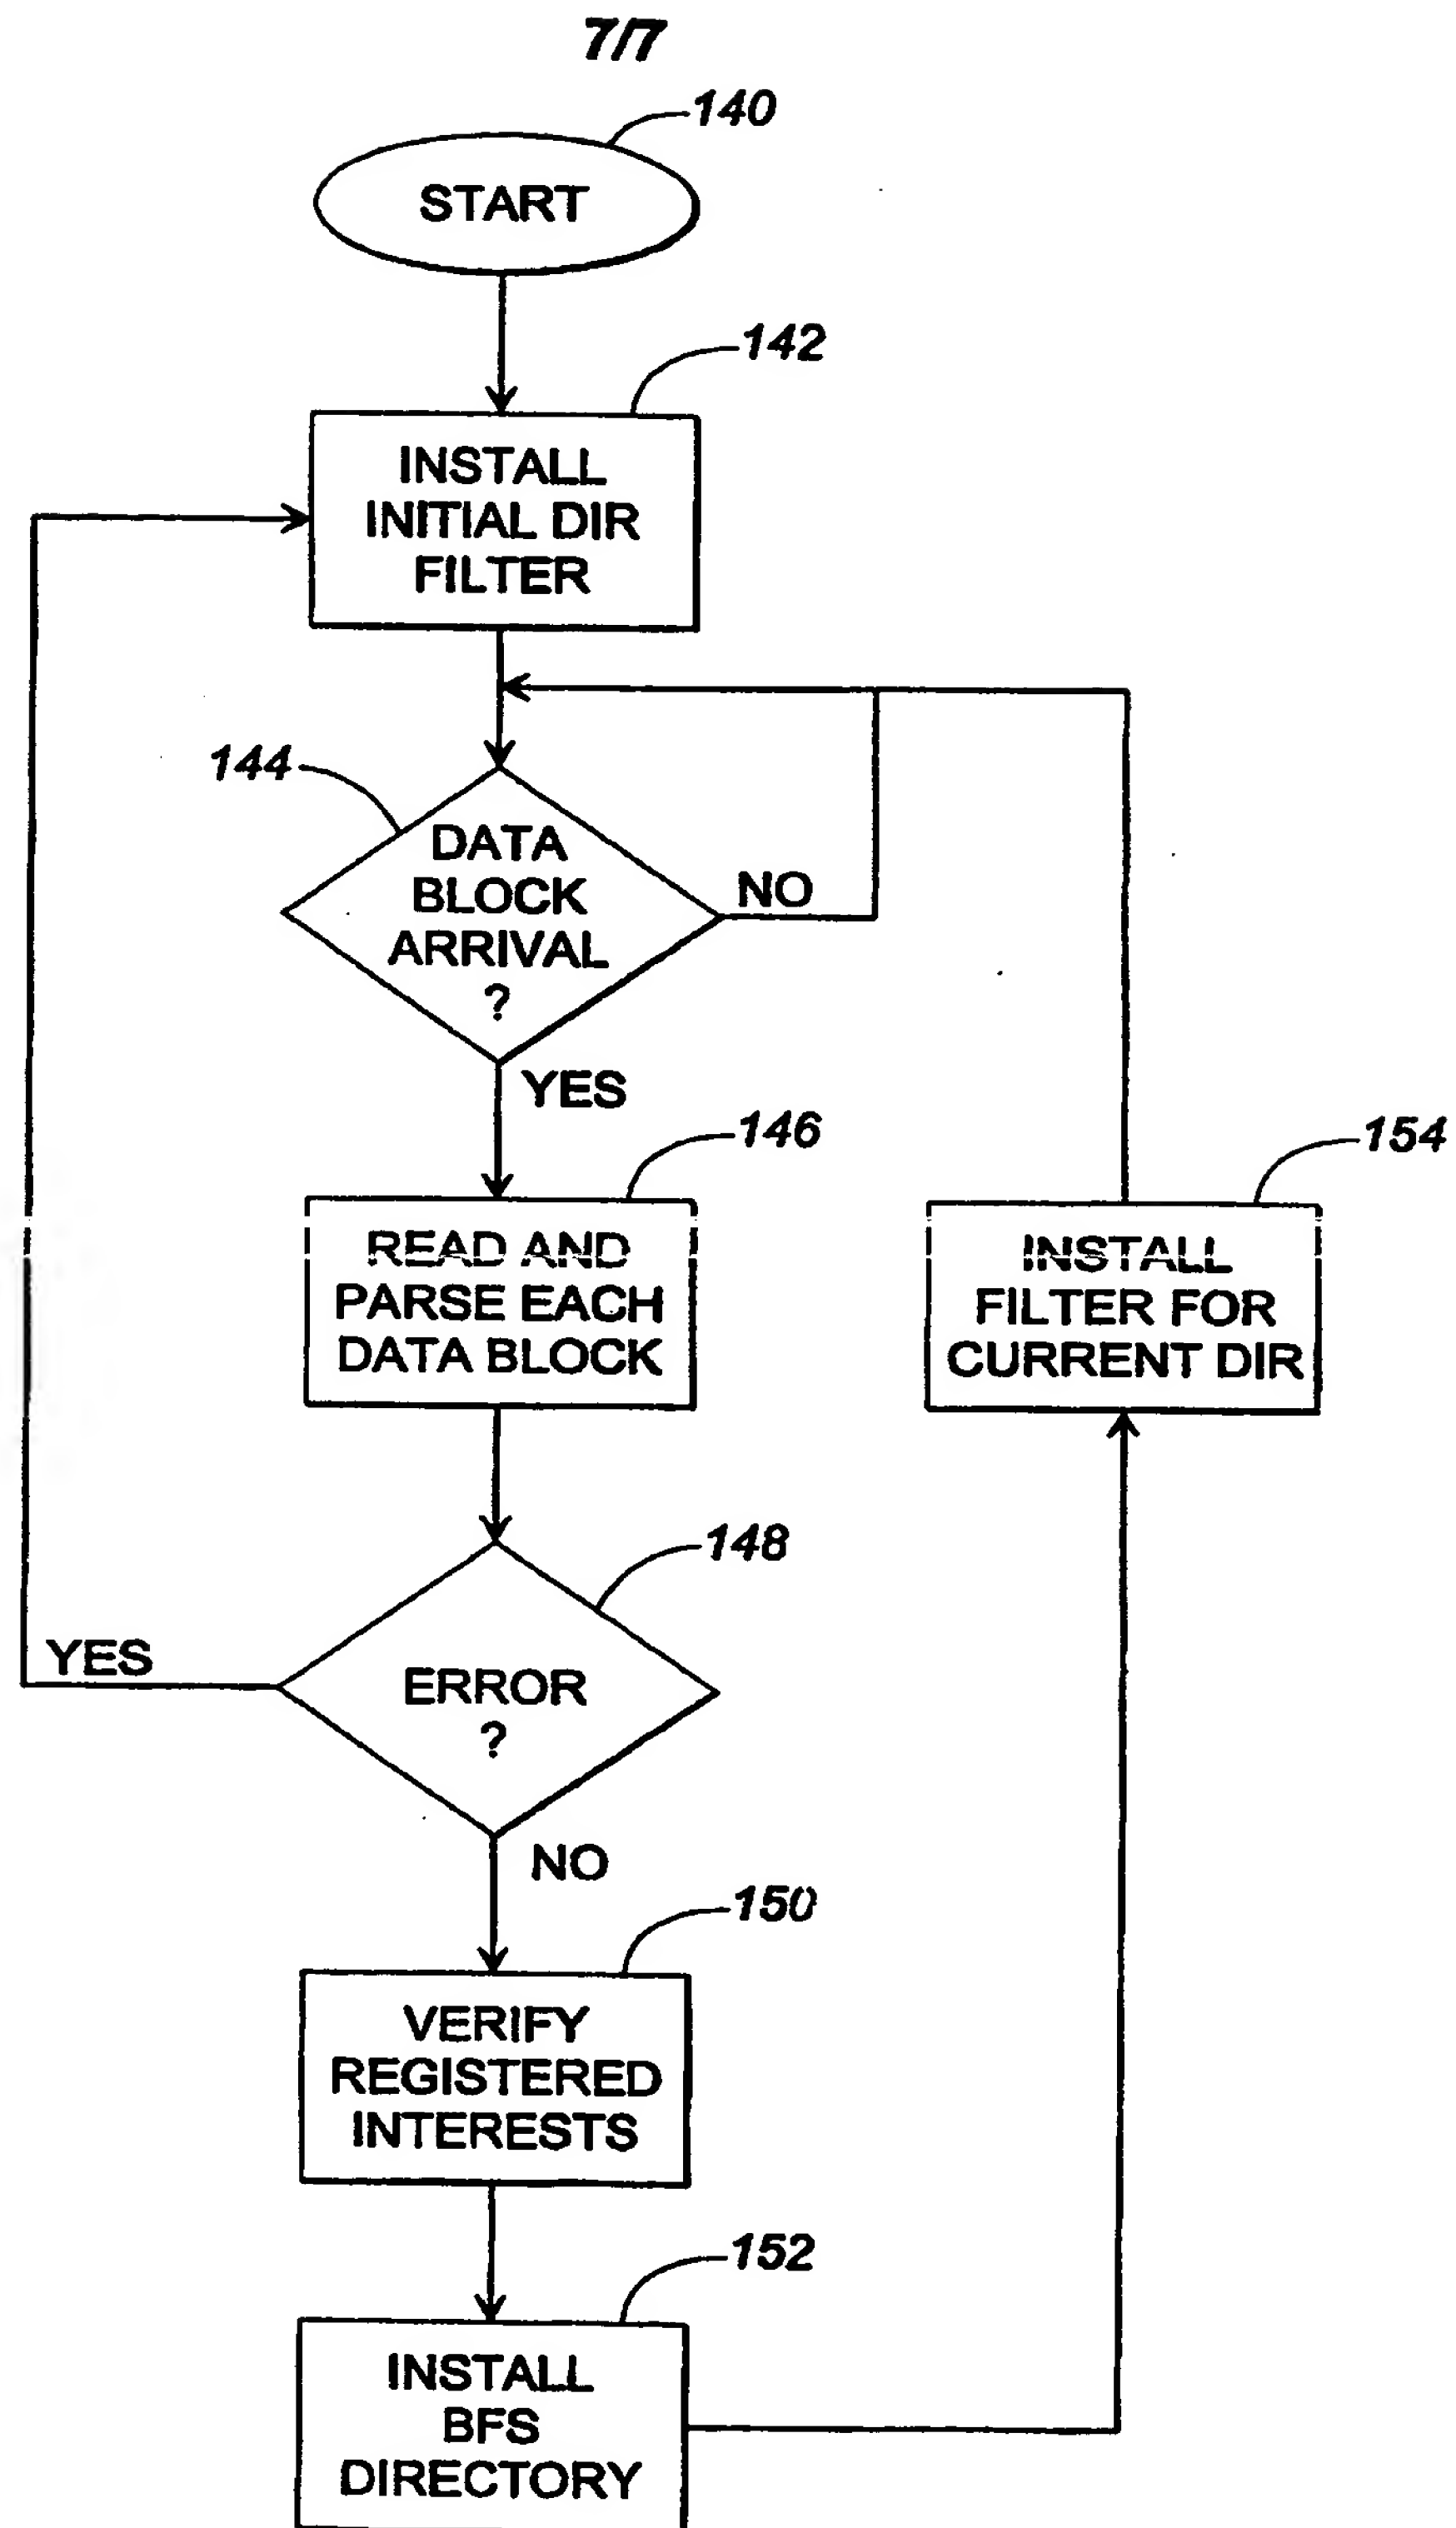 7/7
140
START
142
INSTALL
INITIAL DIR
FILTER
144
DATA
BLOCK
ARRIVAL
?
NO
YES
146
READ AND
PARSE EACH
DATA BLOCK
154
INSTALL
FILTER FOR
CURRENT DIR
148
ERROR
?
YES
NO
150
VERIFY
REGISTERED
INTERESTS
152
INSTALL
BFS
DIRECTORY